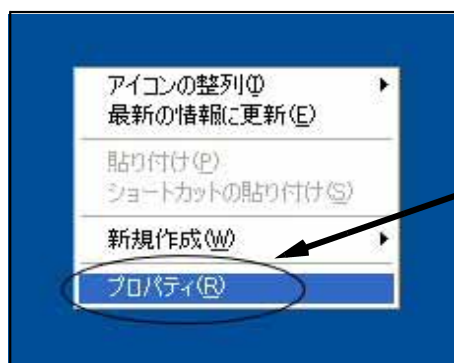 アイコンの整列(I)
最新の情報に更新(E)
貼り付け(P)
ショートカットの貼り付け(S)
新規作成(W)
プロパティ(R)